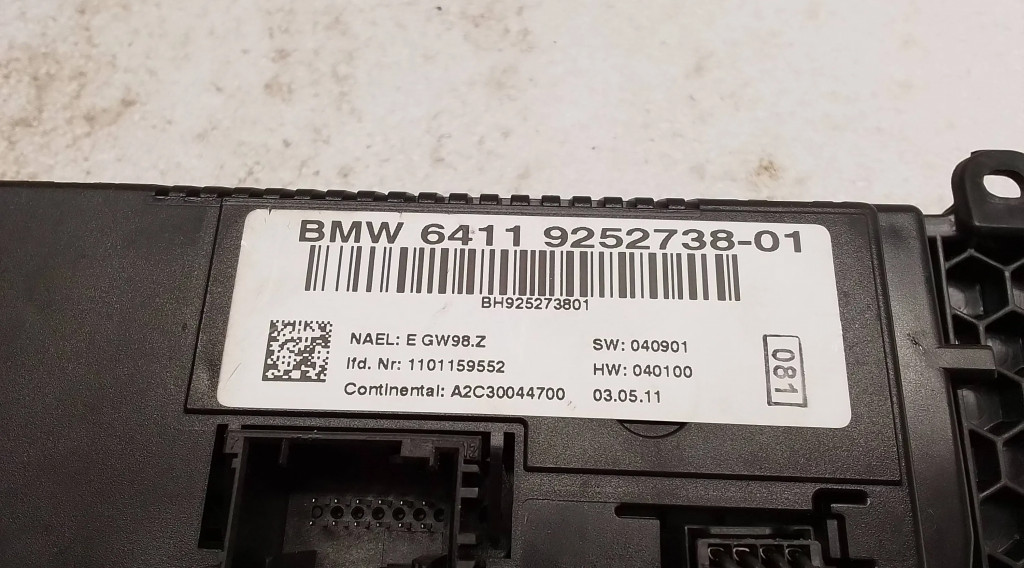 BMW 6411 9252738-01
BH925273801
NAEL: E GW98.Z
lfd. Nr: 1101159552
Continental: A2C30044700
SW: 040901
HW: 040100
03.05.11
081